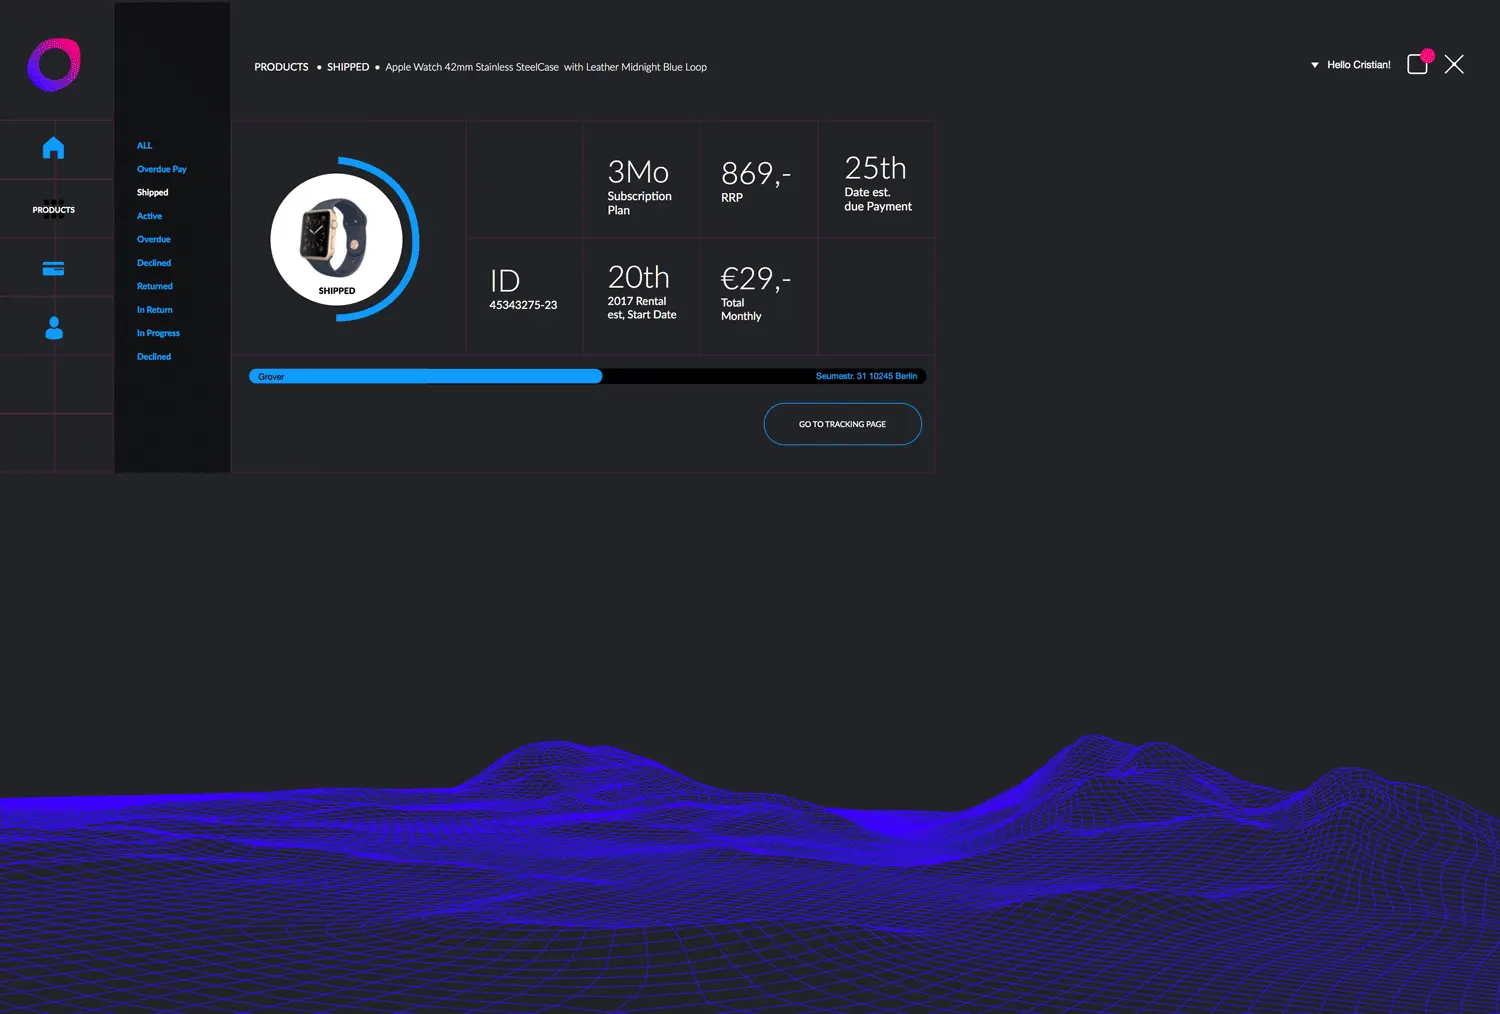 PRODUCTS • SHIPPED • Apple Watch 42mm Stainless SteelCase with Leather Midnight Blue Loop
Hello Cristian!
PRODUCTS
ALL
Overdue Pay
Shipped
Active
Overdue
Declined
Returned
In Return
In Progress
Declined
SHIPPED
3Mo
Subscription
Plan
869,-
RRP
25th
Date est.
due Payment
ID
45343275-23
20th
2017 Rental
est, Start Date
€29,-
Total
Monthly
Grover
Seumestr. 31 10245 Berlin
GO TO TRACKING PAGE